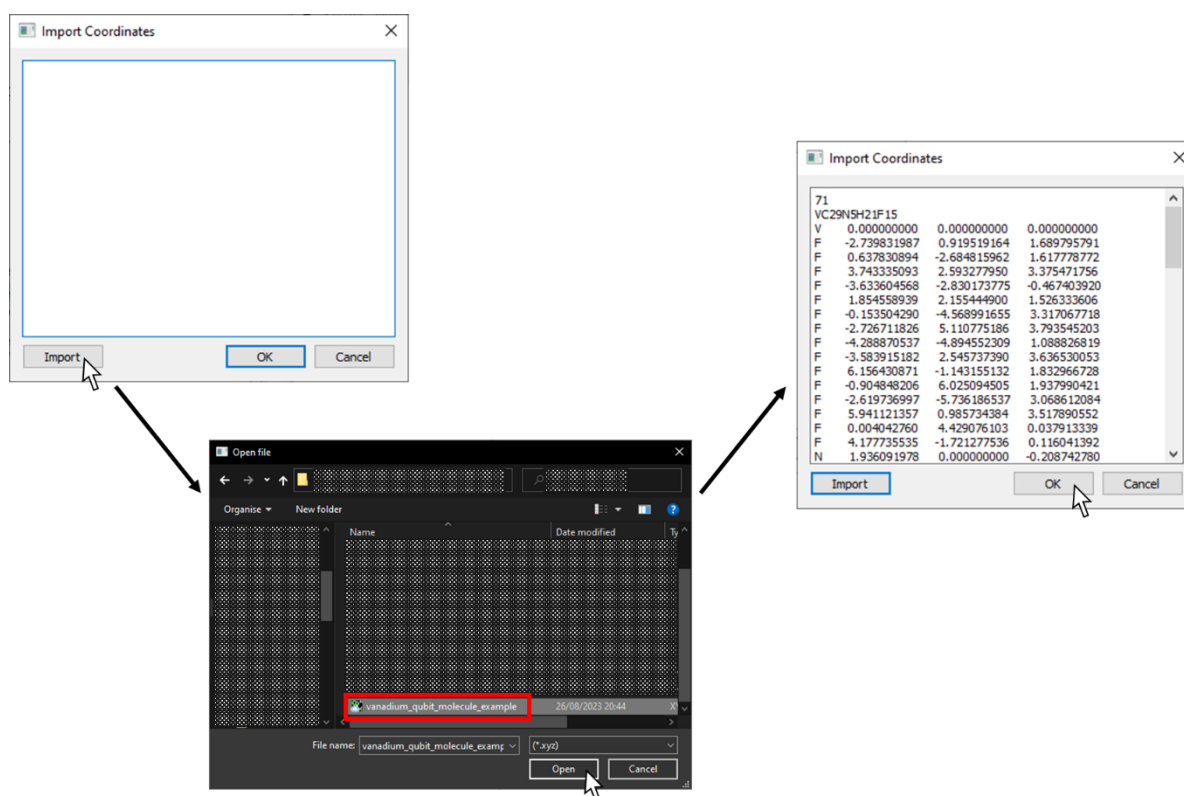 Import Coordinates
Import
OK
Cancel
Open file
Organise
New folder
Name
Date modified
Ty
vanadium_qubit_molecule_example
26/08/2023 20:44
XY
File name:
vanadium_qubit_molecule_examp
(*.xyz)
Open
Cancel
Import Coordinates
71
VC29N5H21F15
V 0.000000000 0.000000000 0.000000000
F -2.739831987 0.919519164 1.689795791
F 0.637830894 -2.684815962 1.617778772
F 3.743335093 2.593277950 3.375471756
F -3.633604568 -2.830173775 -0.467403920
F 1.854558939 2.155444900 1.526333606
F -0.153504290 -4.568991655 3.317067718
F -2.726711826 5.110775186 3.793545203
F -4.288870537 -4.894552309 1.088826819
F -3.583915182 2.545737390 3.636530053
F 6.156430871 -1.143155132 1.832966728
F -0.904848206 6.025094505 1.937990421
F -2.619736997 -5.736186537 3.068612084
F 5.941121357 0.985734384 3.517890552
F 0.004042760 4.429076103 0.037913339
F 4.177735535 -1.721277536 0.116041392
N 1.936091978 0.000000000 -0.208742780
Import
OK
Cancel